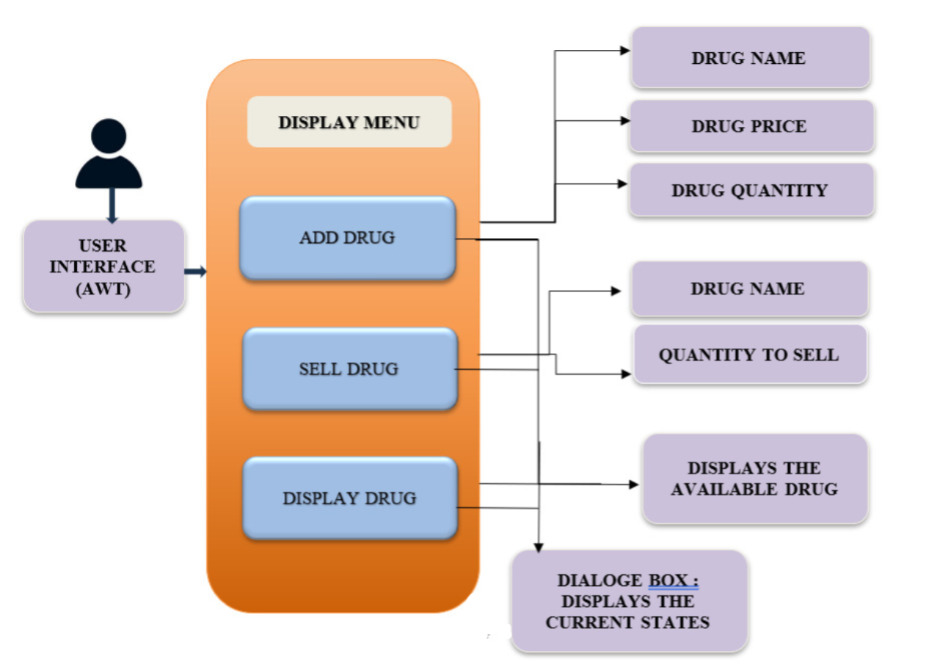 DISPLAY MENU
USER
INTERFACE
(AWT)
ADD DRUG
SELL DRUG
DISPLAY DRUG
DRUG NAME
DRUG PRICE
DRUG QUANTITY
DRUG NAME
QUANTITY TO SELL
DISPLAYS THE
AVAILABLE DRUG
DIALOGE BOX :
DISPLAYS THE
CURRENT STATES